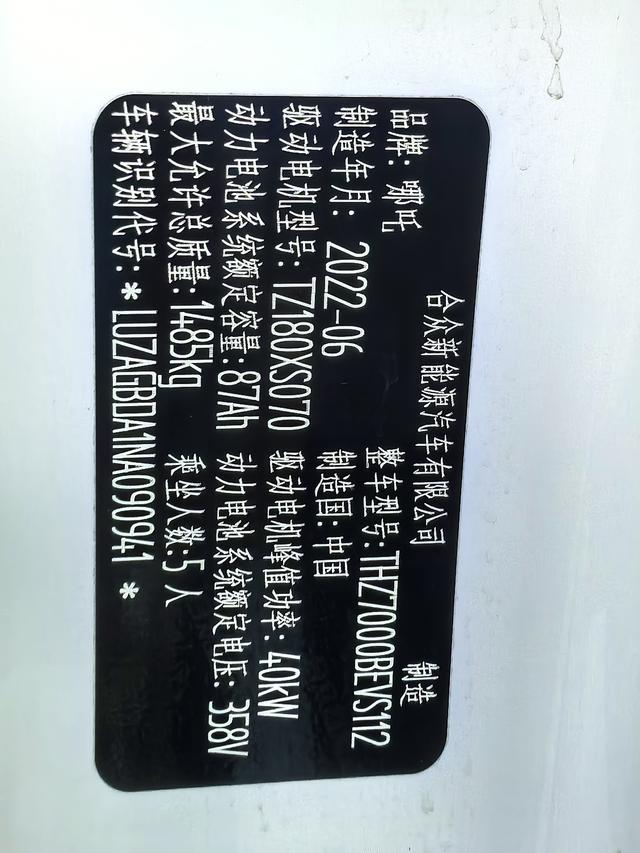 合众新能源汽车有限公司 制造
品牌：哪吒 整车型号：THZ7000BEVS112
制造年月：2022-06 制造国：中国
驱动电机型号：TZ180XS070 驱动电机峰值功率：40kW
动力电池系统额定容量：87Ah 动力电池系统额定电压：358V
最大允许总质量：1485kg 乘坐人数：5人
车辆识别代号：*LUZAGBDA1NA090941*